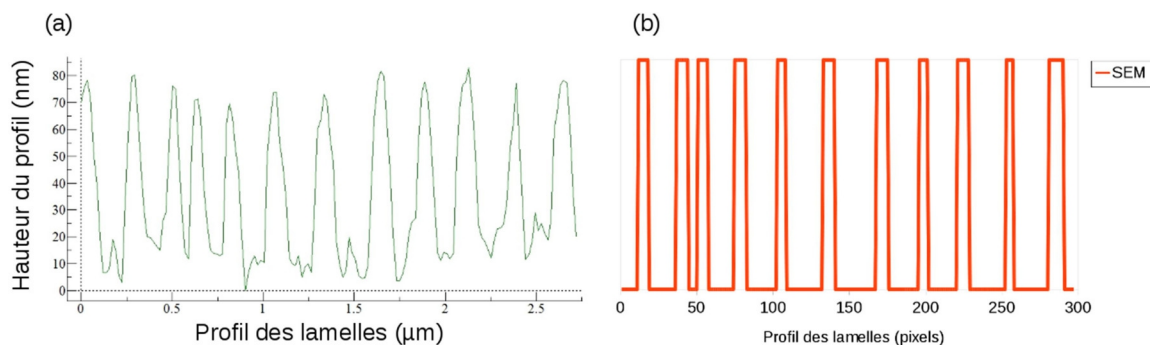 (a)
Hauteur du profil (nm)
80
70
60
50
40
30
20
10
0
0 0.5 1 1.5 2 2.5
Profil des lamelles (µm)
(b)
SEM
0 50 100 150 200 250 300
Profil des lamelles (pixels)